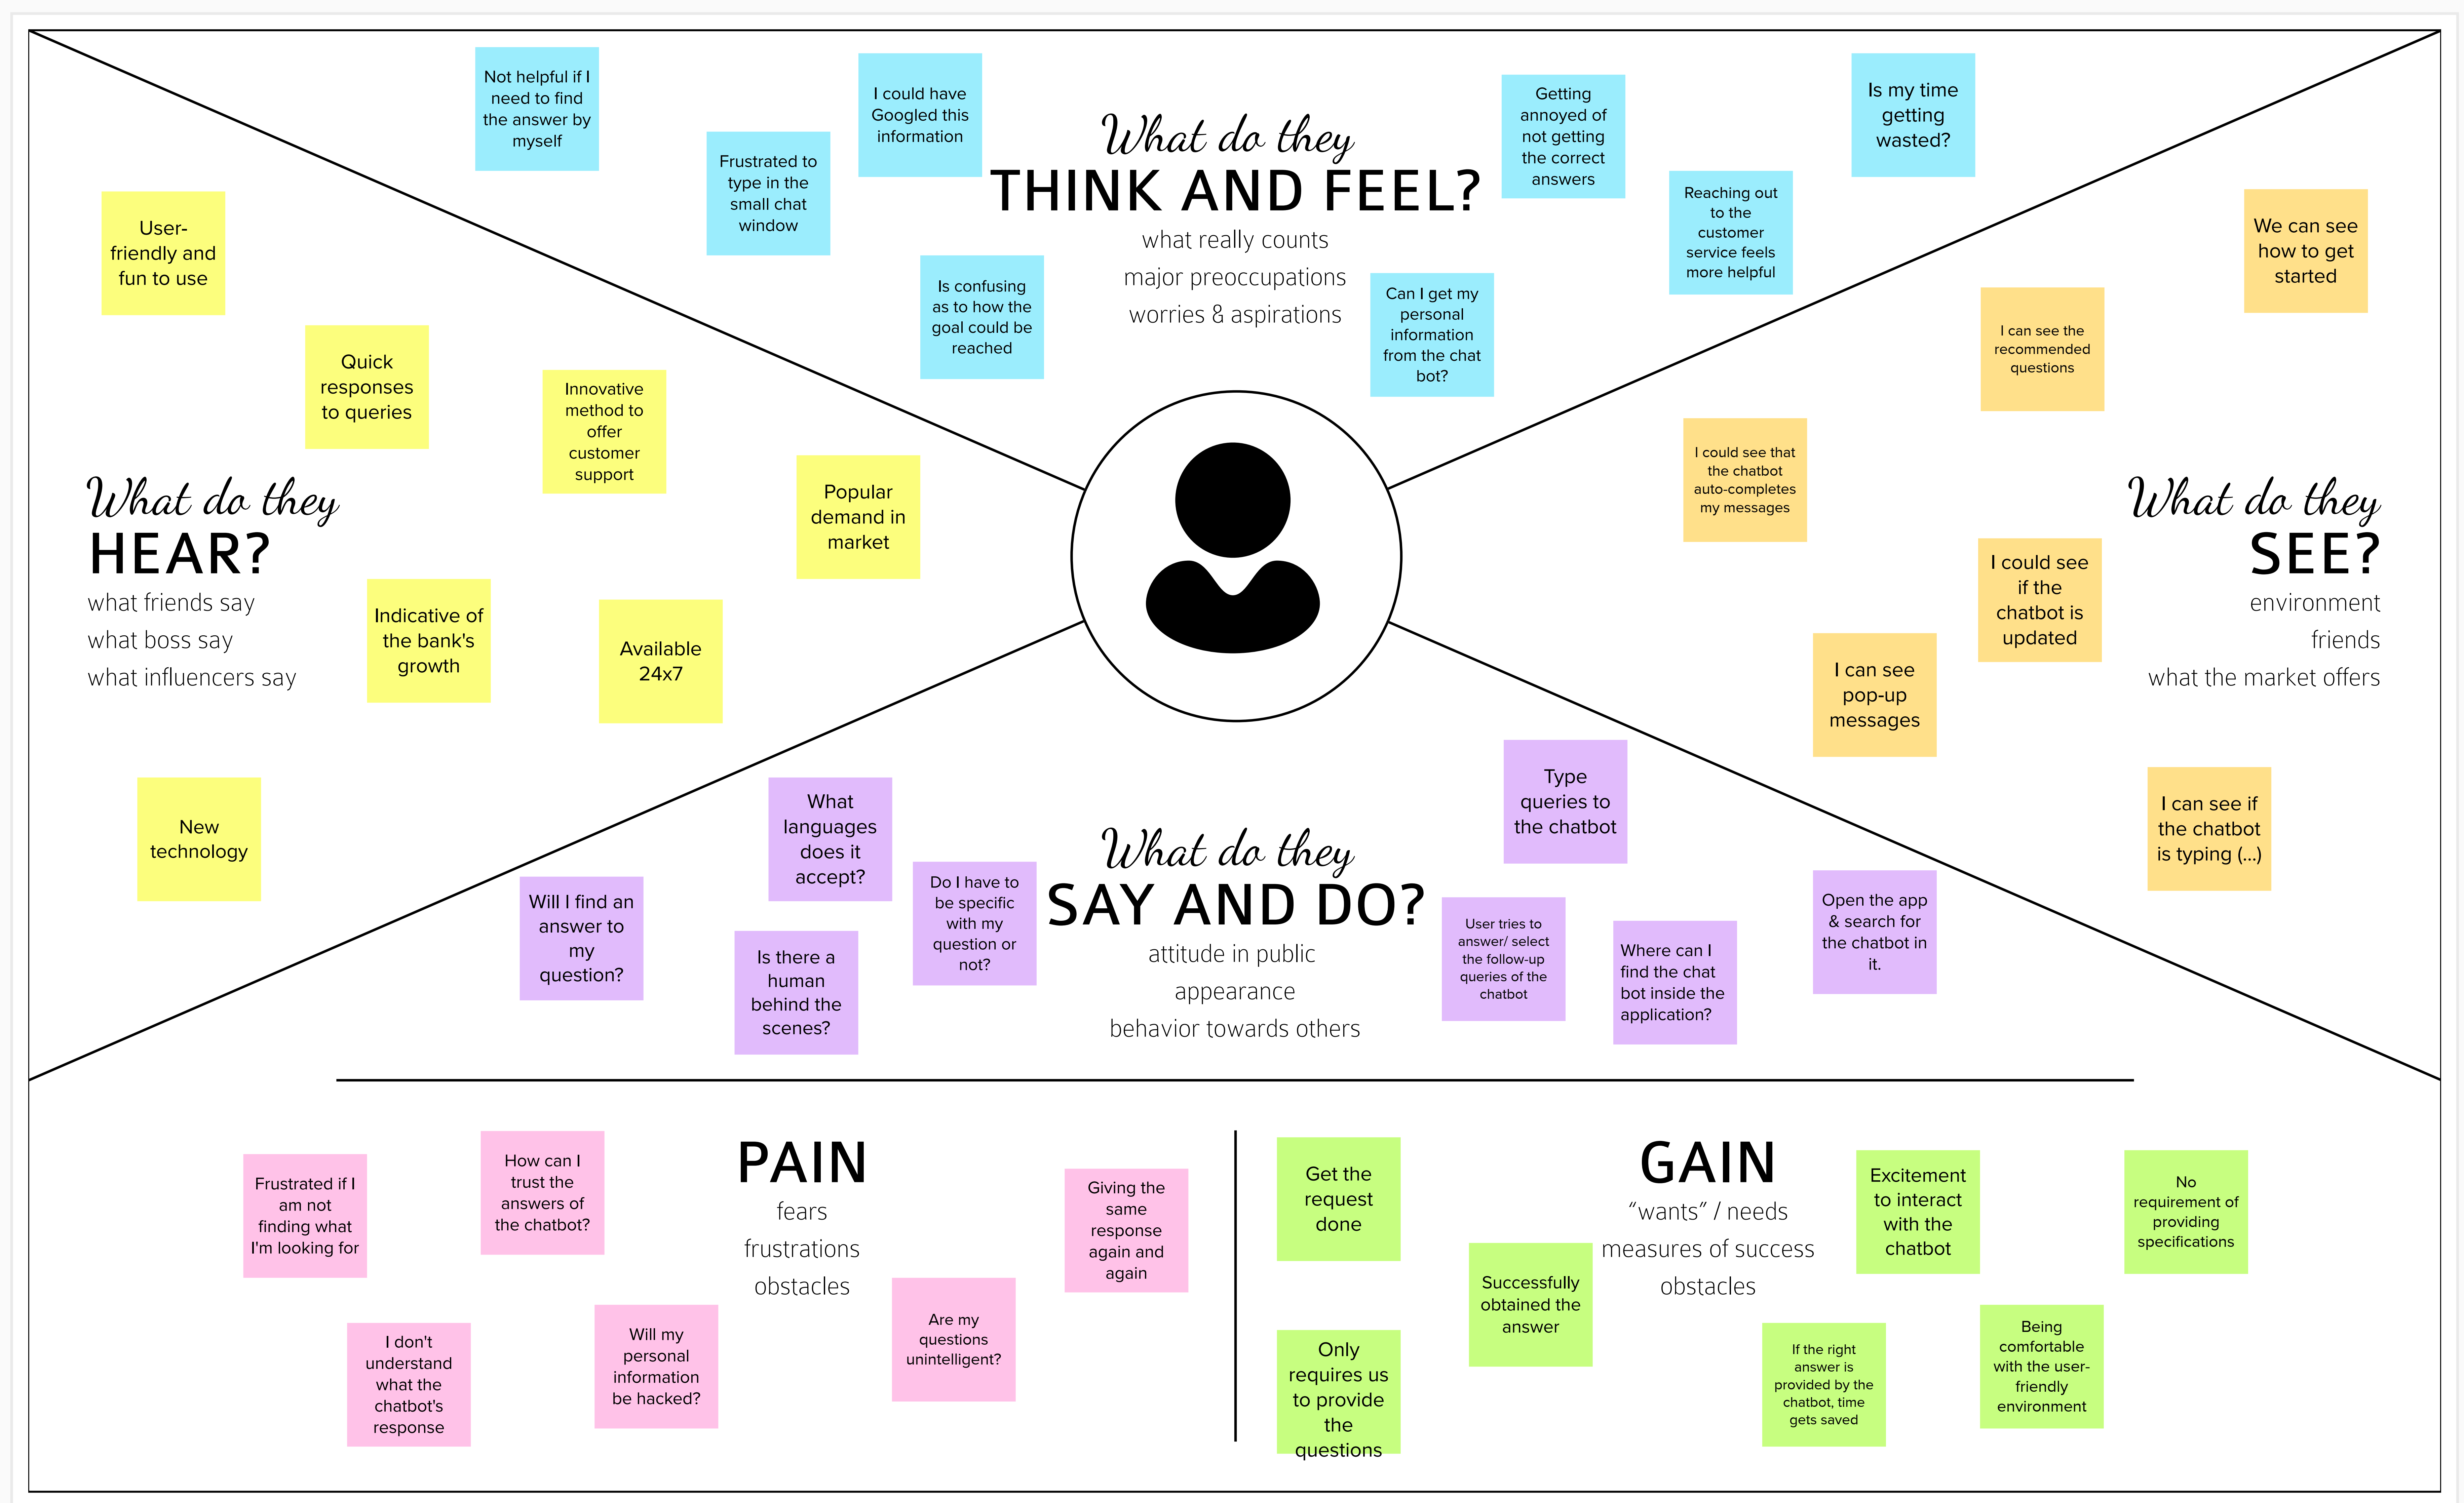 What do they
THINK AND FEEL?
what really counts
major preoccupations
worries & aspirations
Not helpful if I
need to find
the answer by
myself
Frustrated to
type in the
small chat
window
I could have
Googled this
information
Is confusing
as to how the
goal could be
reached
Getting
annoyed of
not getting
the correct
answers
Can I get my
personal
information
from the chat
bot?
Reaching out
to the
customer
service feels
more helpful
Is my time
getting
wasted?
What do they
HEAR?
what friends say
what boss say
what influencers say
User-
friendly and
fun to use
Quick
responses
to queries
Innovative
method to
offer
customer
support
Popular
demand in
market
Indicative of
the bank's
growth
Available
24x7
New
technology
What do they
SEE?
environment
friends
what the market offers
We can see
how to get
started
I can see the
recommended
questions
I could see that
the chatbot
auto-completes
my messages
I could see
if the
chatbot is
updated
I can see
pop-up
messages
I can see if
the chatbot
is typing (...)
What do they
SAY AND DO?
attitude in public
appearance
behavior towards others
What
languages
does it
accept?
Will I find an
answer to
my
question?
Is there a
human
behind the
scenes?
Do I have to
be specific
with my
question or
not?
Type
queries to
the chatbot
User tries to
answer/ select
the follow-up
queries of the
chatbot
Where can I
find the chat
bot inside the
application?
Open the app
& search for
the chatbot in
it.
PAIN
fears
frustrations
obstacles
Frustrated if I
am not
finding what
I'm looking for
How can I
trust the
answers of
the chatbot?
I don't
understand
what the
chatbot's
response
Will my
personal
information
be hacked?
Are my
questions
unintelligent?
Giving the
same
response
again and
again
GAIN
“wants” / needs
measures of success
obstacles
Get the
request
done
Only
requires us
to provide
the
questions
Successfully
obtained the
answer
Excitement
to interact
with the
chatbot
If the right
answer is
provided by the
chatbot, time
gets saved
Being
comfortable
with the user-
friendly
environment
No
requirement of
providing
specifications